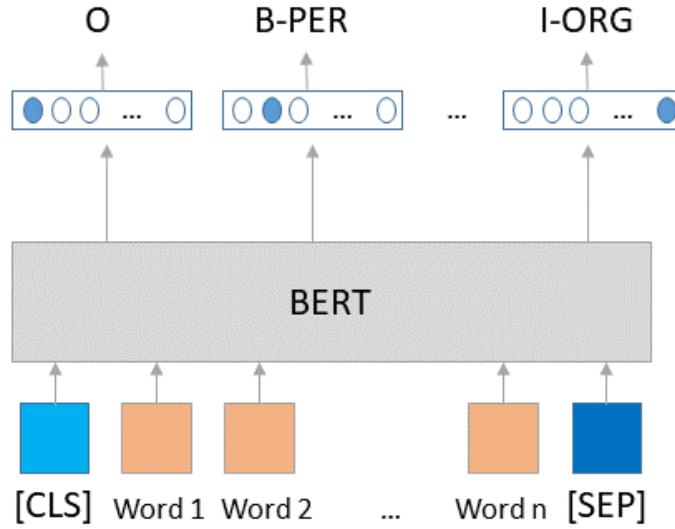 O B-PER I-ORG
... ... ... ...
BERT
[CLS] Word 1 Word 2 ... Word n [SEP]